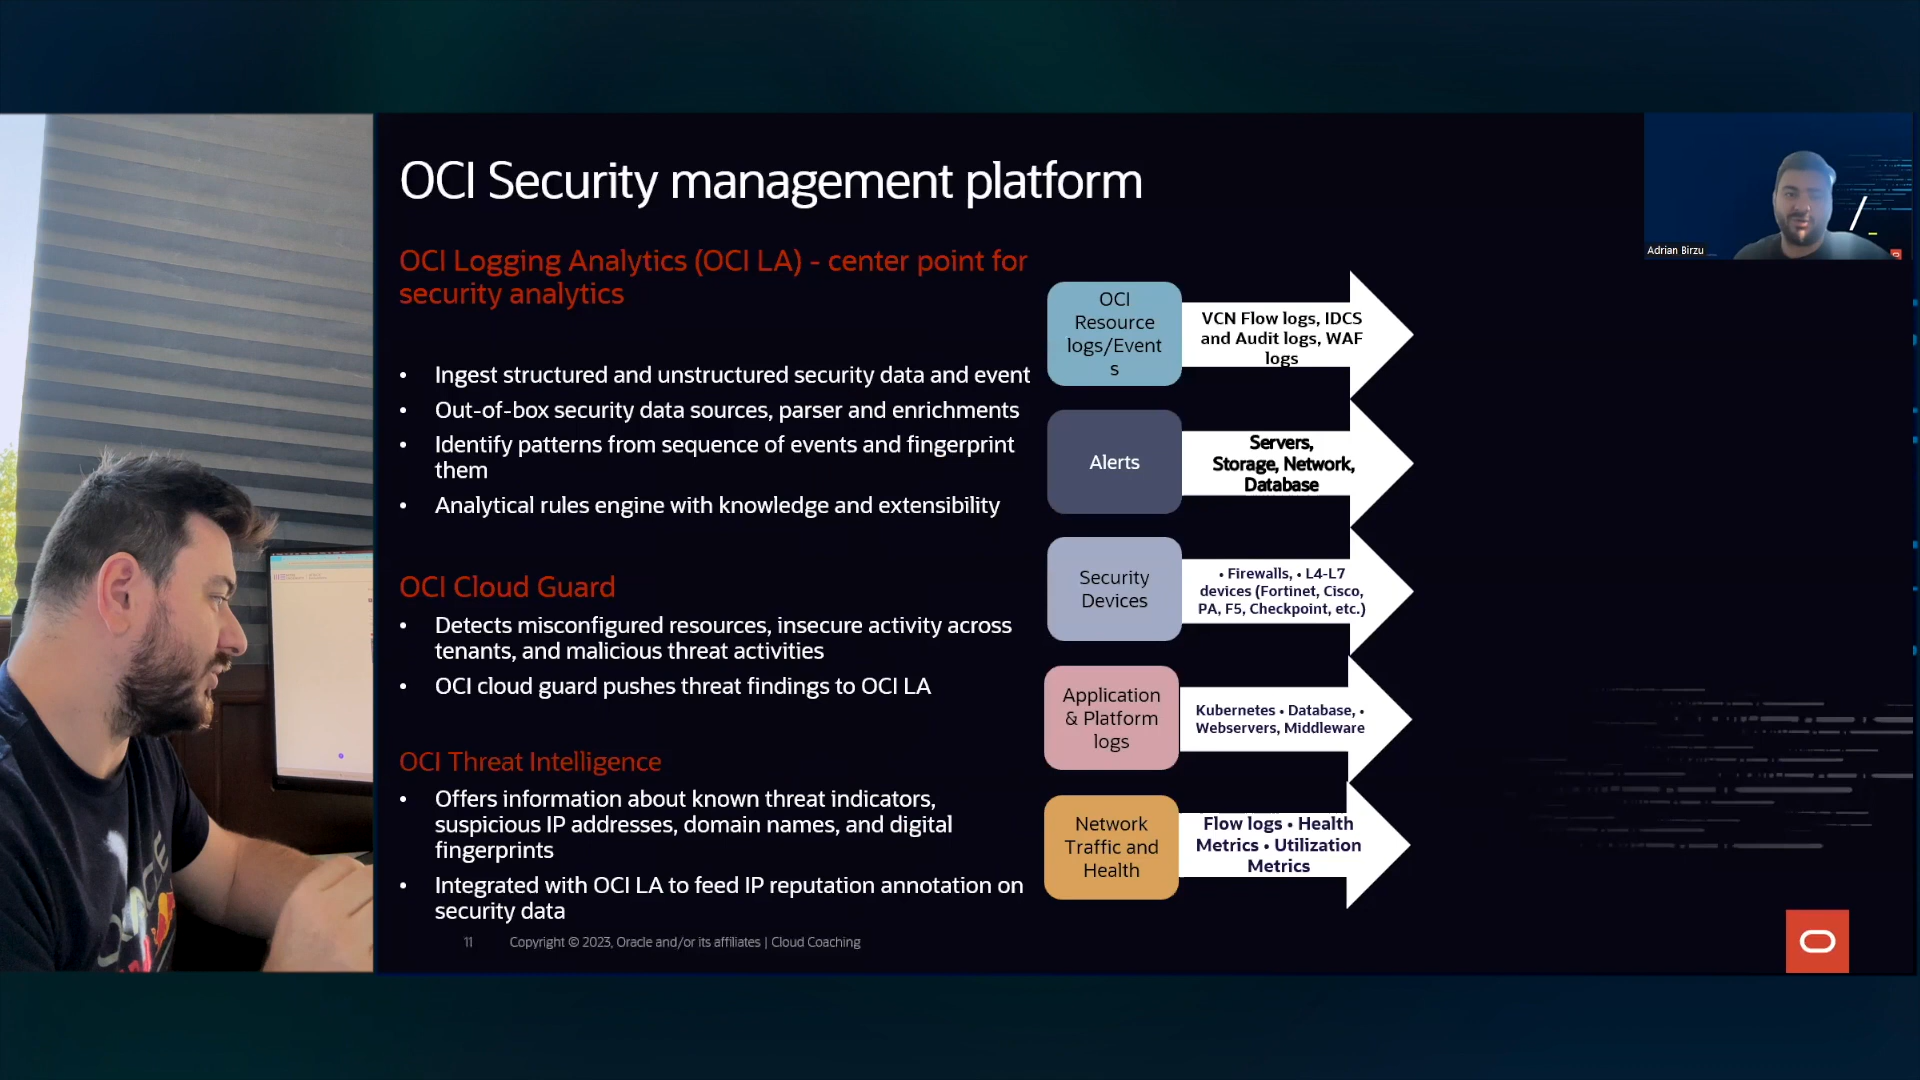 OCI Security management platform
OCI Logging Analytics (OCI LA) - center point for
security analytics
• Ingest structured and unstructured security data and event
• Out-of-box security data sources, parser and enrichments
• Identify patterns from sequence of events and fingerprint
them
• Analytical rules engine with knowledge and extensibility
OCI Cloud Guard
• Detects misconfigured resources, insecure activity across
tenants, and malicious threat activities
• OCI cloud guard pushes threat findings to OCI LA
OCI Threat Intelligence
• Offers information about known threat indicators,
suspicious IP addresses, domain names, and digital
fingerprints
• Integrated with OCI LA to feed IP reputation annotation on
security data
11
Copyright © 2023, Oracle and/or its affiliates | Cloud Coaching
OCI
Resource
logs/Event
s
VCN Flow logs, IDCS
and Audit logs, WAF
logs
Alerts
Servers,
Storage, Network,
Database
Security
Devices
• Firewalls, • L4-L7
devices (Fortinet, Cisco,
PA, F5, Checkpoint, etc.)
Application
& Platform
logs
Kubernetes • Database, •
Webservers, Middleware
Network
Traffic and
Health
Flow logs • Health
Metrics • Utilization
Metrics
Adrian Birzu